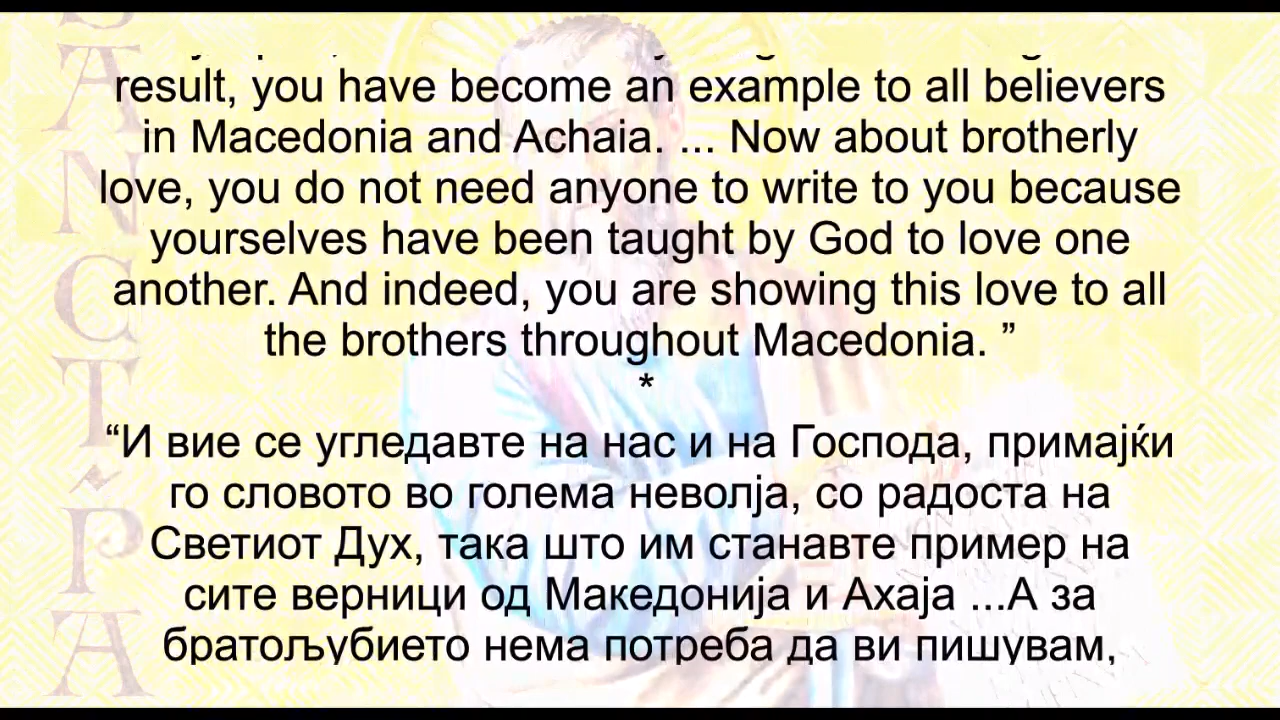 result, you have become an example to all believers
in Macedonia and Achaia. ... Now about brotherly
love, you do not need anyone to write to you because
yourselves have been taught by God to love one
another. And indeed, you are showing this love to all
the brothers throughout Macedonia. ”
*
“И вие се угледавте на нас и на Господа, примајќи
го словото во голема неволја, со радоста на
Светиот Дух, така што им станавте пример на
сите верници од Македонија и Ахаја ...А за
братољубието нема потреба да ви пишувам,